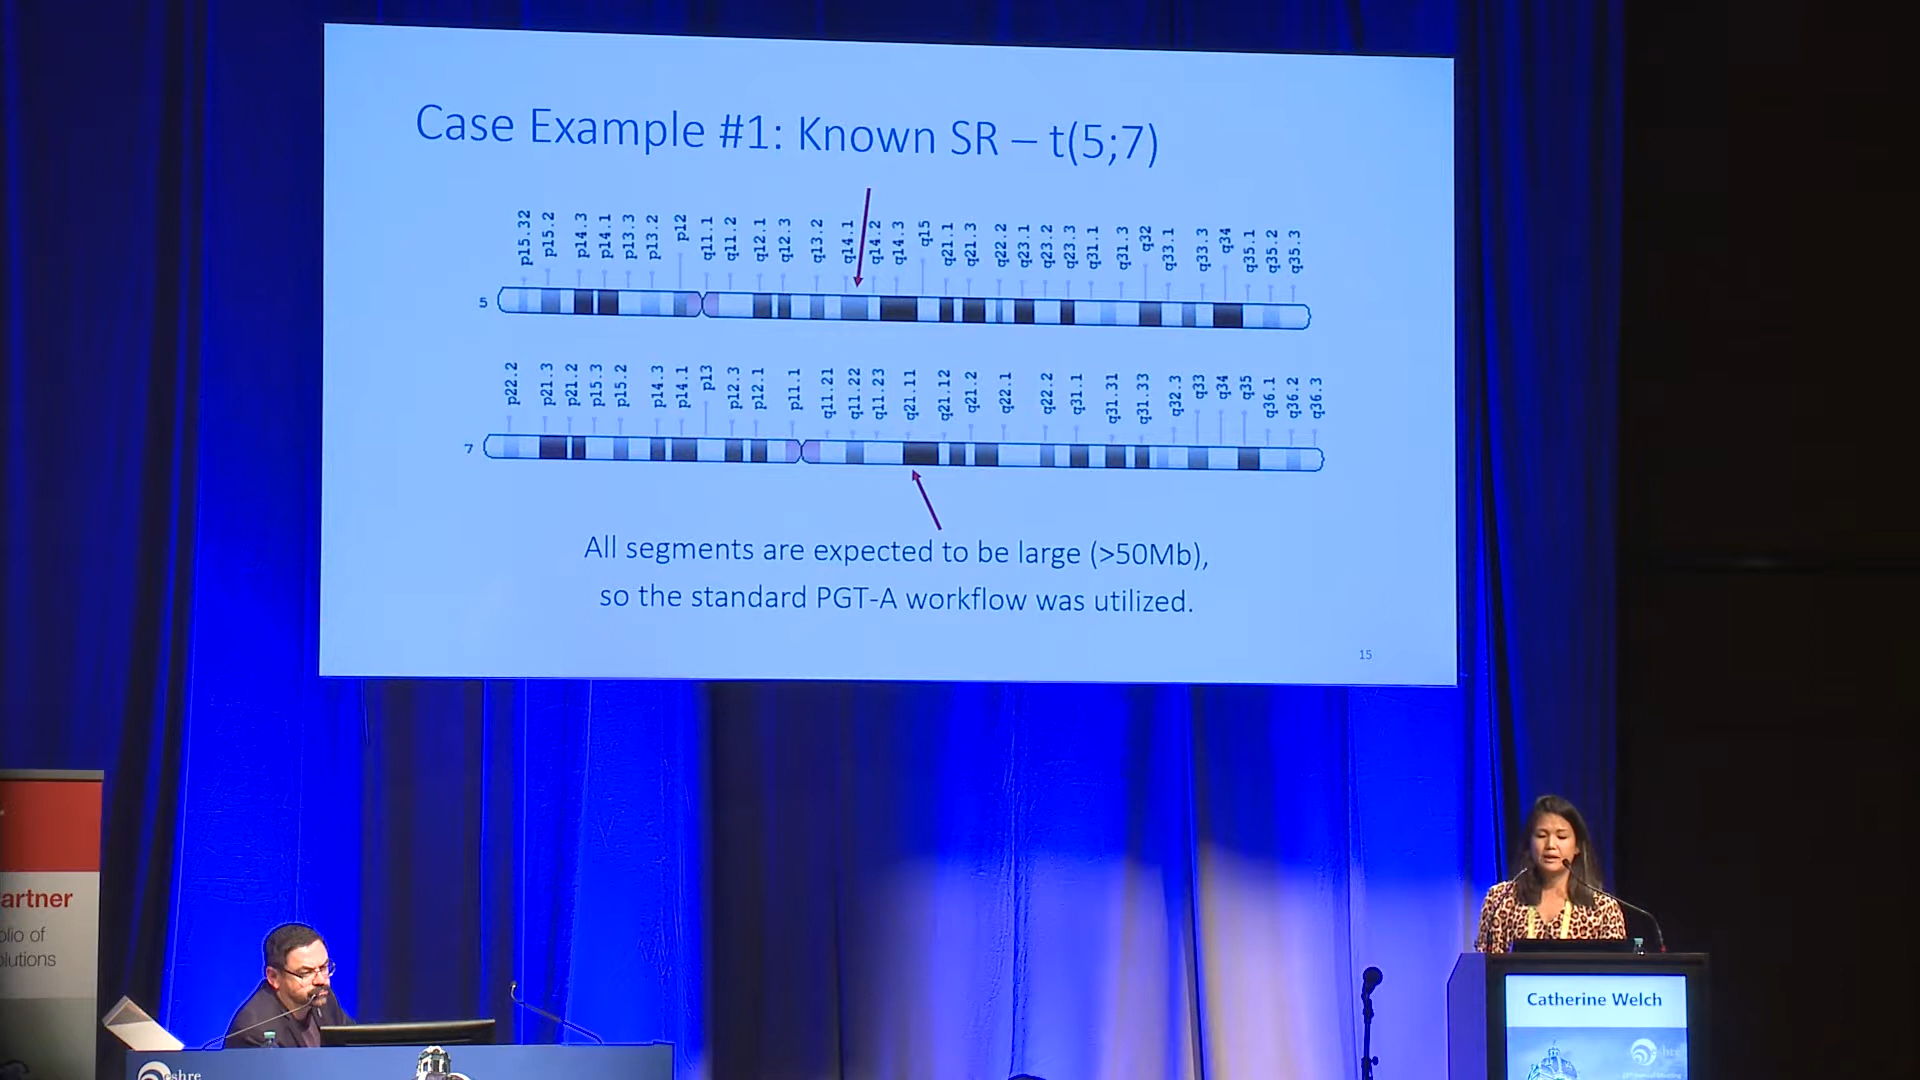 Case Example #1: Known SR – t(5;7)
p15.32 p15.2 p14.3 p14.1 p13.3 p13.2 p12 q11.1 q11.2 q12.1 q12.3 q13.2 q14.1 q14.2 q14.3 q15 q21.1 q21.3 q22.2 q23.1 q23.2 q23.3 q31.1 q31.3 q32 q33.1 q33.3 q34 q35.1 q35.2 q35.3
5
p22.2 p21.3 p21.2 p15.3 p15.2 p14.3 p14.1 p13 p12.3 p12.1 p11.1 q11.21 q11.22 q11.23 q21.11 q21.12 q21.2 q22.1 q22.2 q31.1 q31.31 q31.33 q32.3 q33 q34 q35 q36.1 q36.2 q36.3
7
All segments are expected to be large (>50Mb),
so the standard PGT-A workflow was utilized.
15
artner
olio of
olutions
eshre
Catherine Welch
eshre